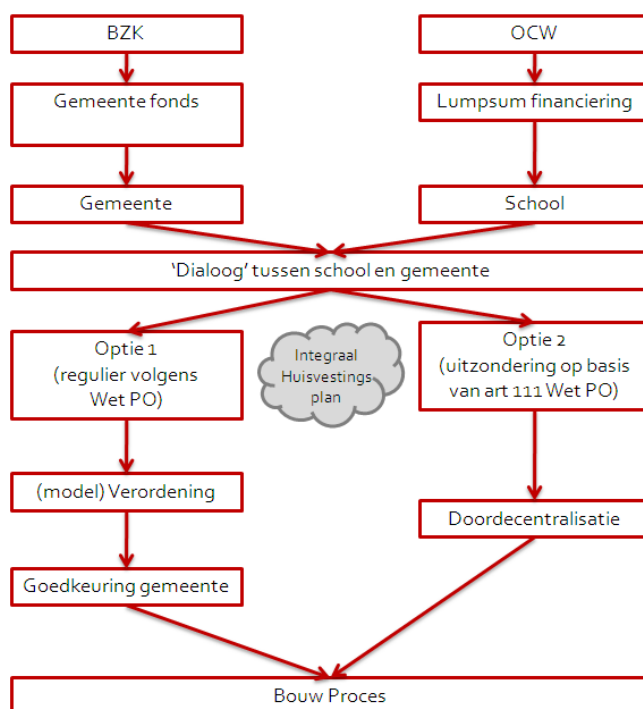 BZK
OCW
Gemeente fonds
Lumpsum financiering
Gemeente
School
‘Dialoog’ tussen school en gemeente
Optie 1
(regulier volgens
Wet PO)
Integraal
Huisvestings
plan
Optie 2
(uitzondering op basis
van art 111 Wet PO)
(model) Verordening
Doordecentralisatie
Goedkeuring gemeente
Bouw Proces